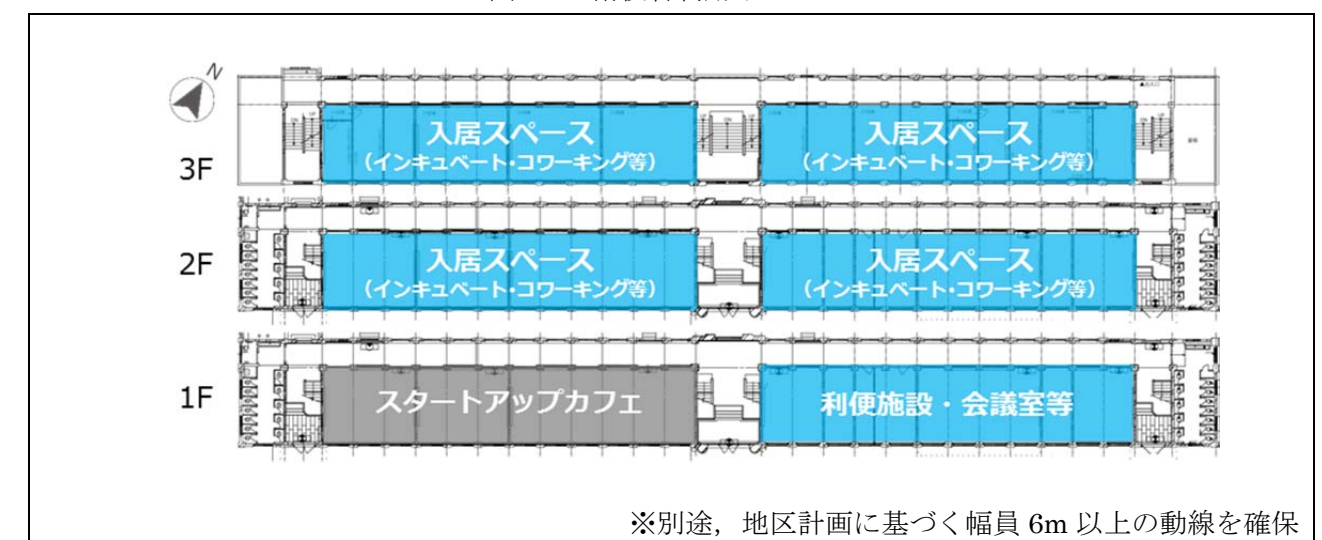 N
3F
入居スペース
(インキュベート・コワーキング等)
入居スペース
(インキュベート・コワーキング等)
2F
入居スペース
(インキュベート・コワーキング等)
入居スペース
(インキュベート・コワーキング等)
1F
スタートアップカフェ
利便施設・会議室等
※別途，地区計画に基づく幅員 6m 以上の動線を確保